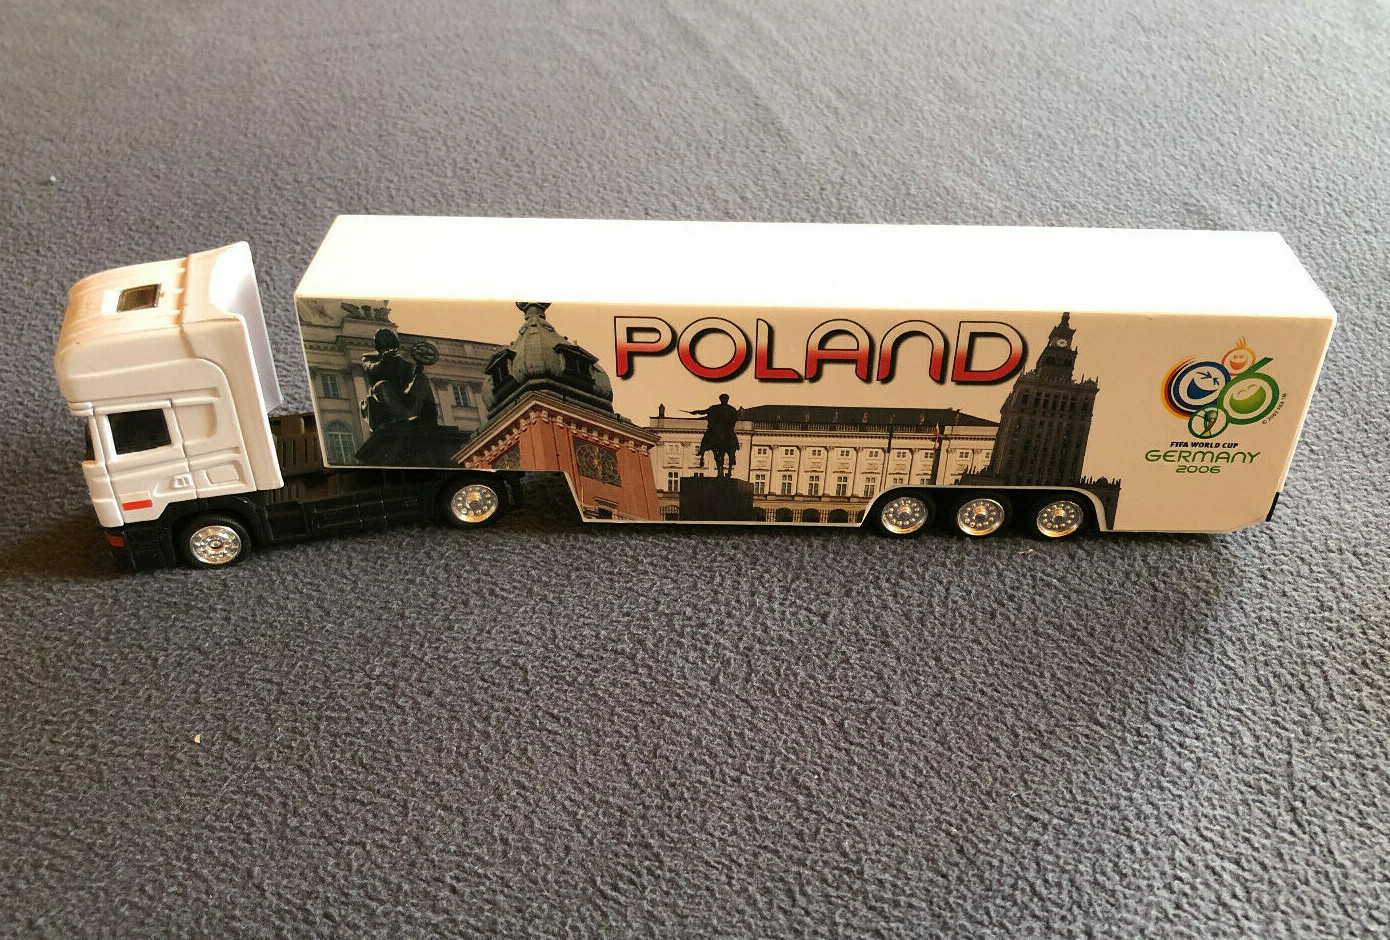 POLAND
FIFA WORLD CUP
GERMANY
2006